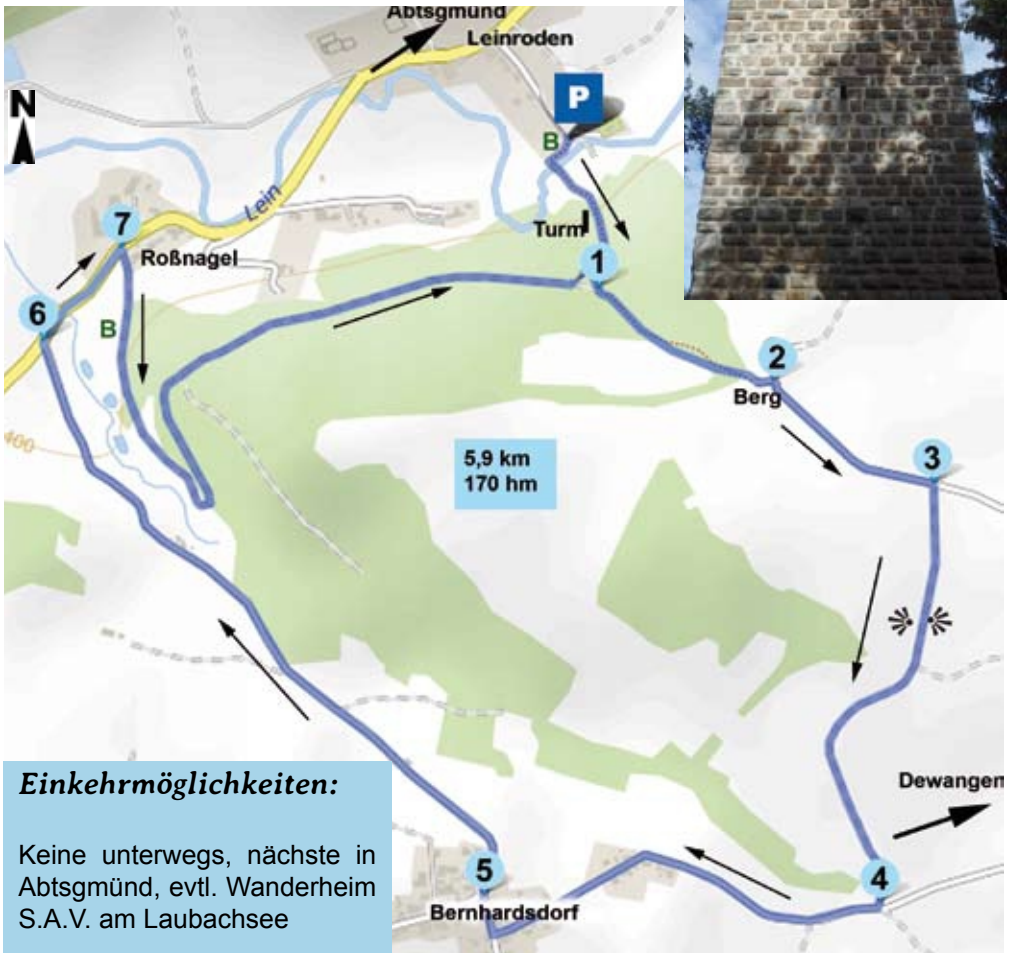 Abtsgmünd
Leinroden
N
P
B
Lein
Turm
7
Roßnagel
1
6
B
2
Berg
400
5,9 km
170 hm
3
Einkehrmöglichkeiten:
Keine unterwegs, nächste in
Abtsgmünd, evtl. Wanderheim
S.A.V. am Laubachsee
Dewangen
5
4
Bernhardsdorf